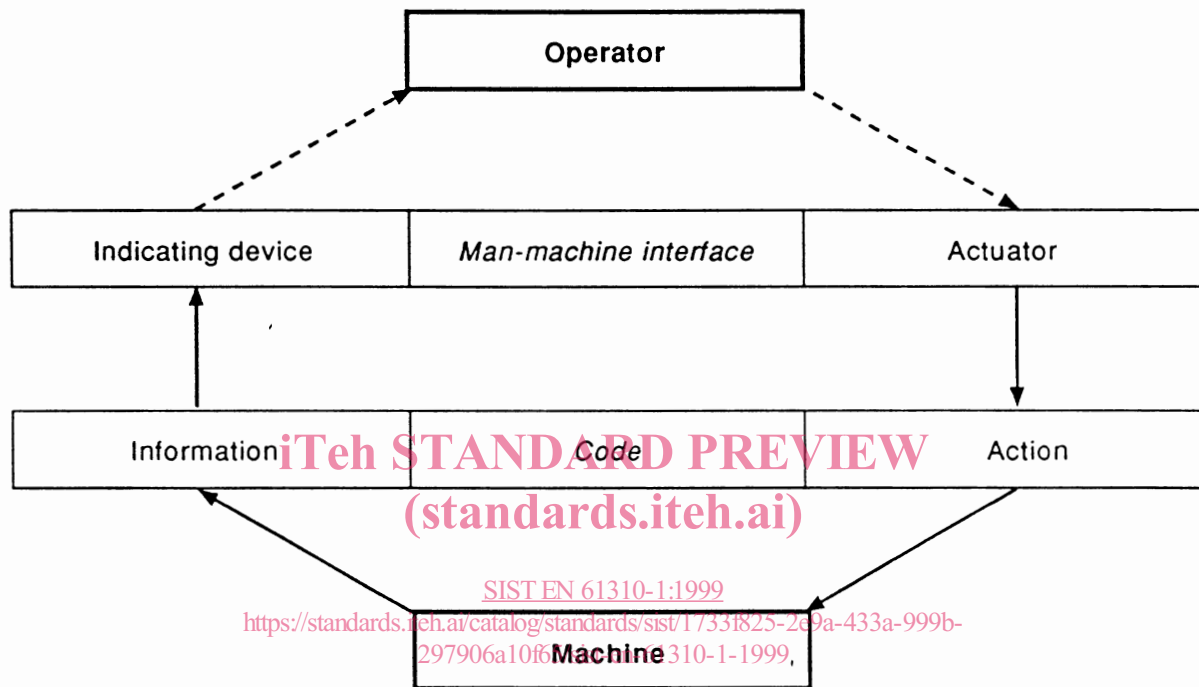 Operator
Indicating device Man-machine interface Actuator
Information Code Action
iTeh STANDARD PREVIEW
(standards.iteh.ai)
SIST EN 61310-1:1999
https://standards.iteh.ai/catalog/standards/sist/1733f825-2e9a-433a-999b-
Machine